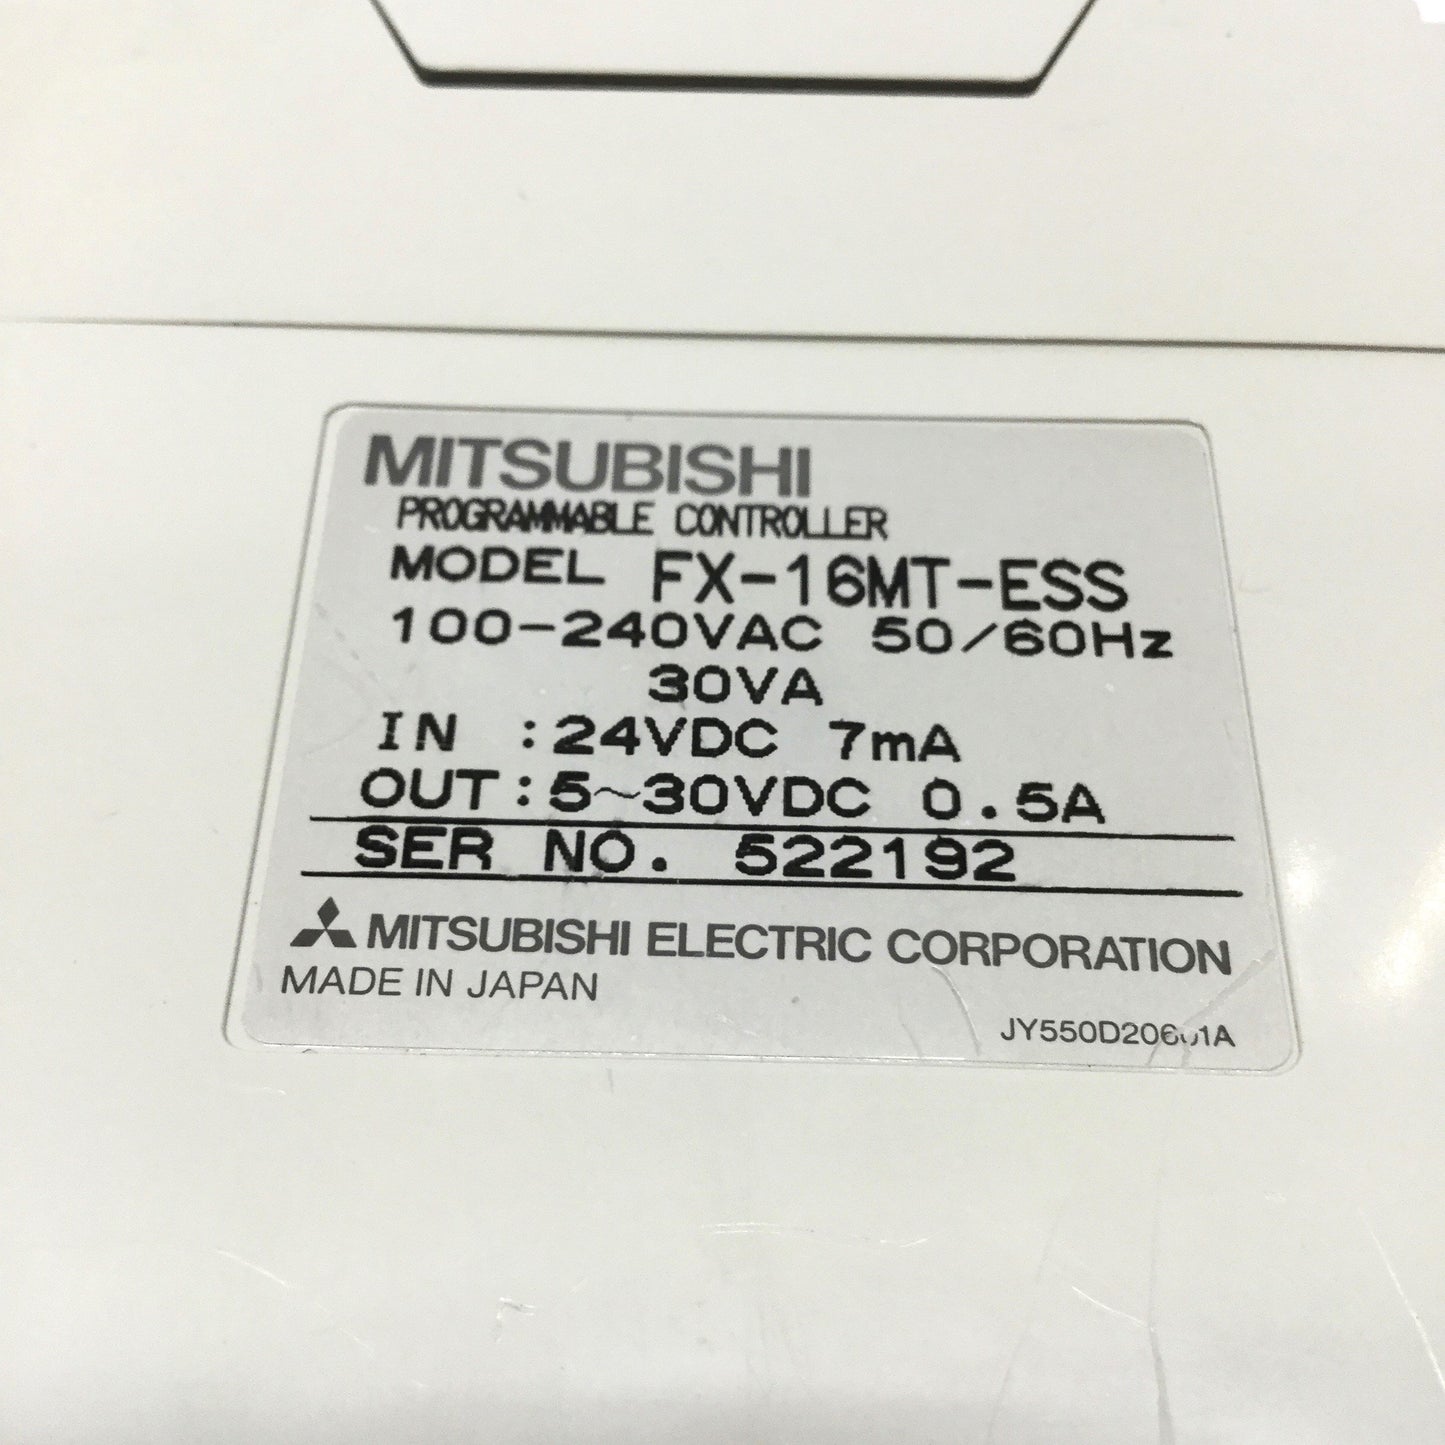 MITSUBISHI
PROGRAMMABLE CONTROLLER
MODEL FX-16MT-ESS
100-240VAC 50/60Hz
30VA
IN :24VDC 7mA
OUT:5~30VDC 0.5A
SER NO. 522192
MITSUBISHI ELECTRIC CORPORATION
MADE IN JAPAN